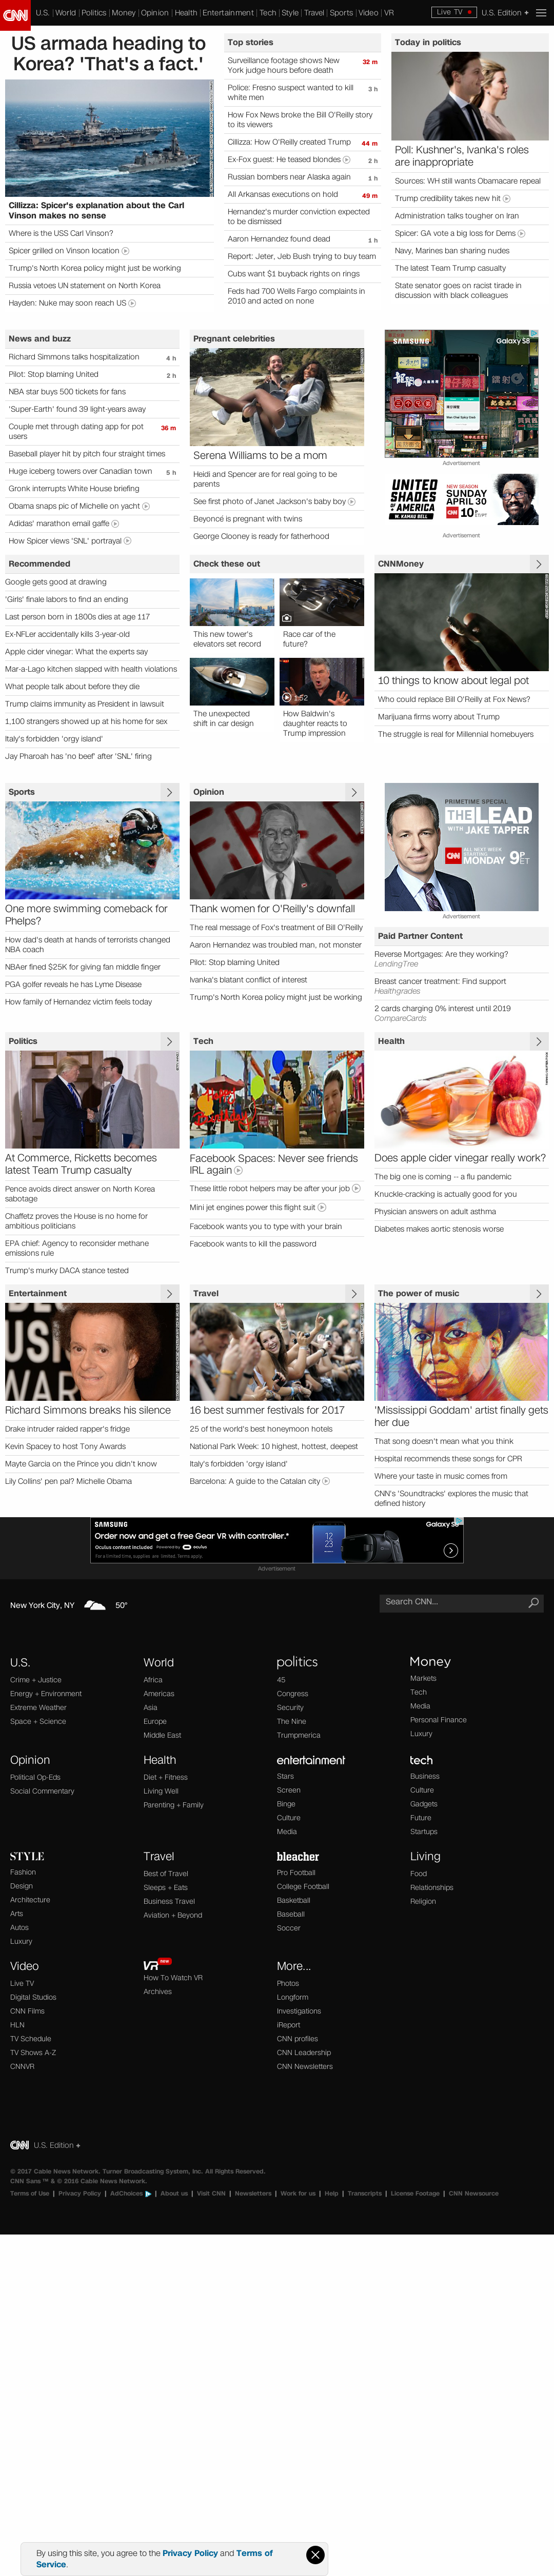 CNN
U.S. | World | Politics | Money | Opinion | Health | Entertainment | Tech | Style | Travel | Sports | Video | VR
Live TV
U.S. Edition +
US armada heading to
Korea? 'That's a fact.'
Cillizza: Spicer's explanation about the Carl
Vinson makes no sense
Where is the USS Carl Vinson?
Spicer grilled on Vinson location
Trump's North Korea policy might just be working
Russia vetoes UN statement on North Korea
Hayden: Nuke may soon reach US
Top stories
Surveillance footage shows New
York judge hours before death
32 m
Police: Fresno suspect wanted to kill
white men
3 h
How Fox News broke the Bill O'Reilly story
to its viewers
Cillizza: How O'Reilly created Trump
44 m
Ex-Fox guest: He teased blondes
2 h
Russian bombers near Alaska again
1 h
All Arkansas executions on hold
49 m
Hernandez's murder conviction expected
to be dismissed
Aaron Hernandez found dead
1 h
Report: Jeter, Jeb Bush trying to buy team
Cubs want $1 buyback rights on rings
Feds had 700 Wells Fargo complaints in
2010 and acted on none
Today in politics
Poll: Kushner's, Ivanka's roles
are inappropriate
Sources: WH still wants Obamacare repeal
Trump credibility takes new hit
Administration talks tougher on Iran
Spicer: GA vote a big loss for Dems
Navy, Marines ban sharing nudes
The latest Team Trump casualty
State senator goes on racist tirade in
discussion with black colleagues
News and buzz
Richard Simmons talks hospitalization
4 h
Pilot: Stop blaming United
2 h
NBA star buys 500 tickets for fans
'Super-Earth' found 39 light-years away
Couple met through dating app for pot
users
36 m
Baseball player hit by pitch four straight times
Huge iceberg towers over Canadian town
5 h
Gronk interrupts White House briefing
Obama snaps pic of Michelle on yacht
Adidas' marathon email gaffe
How Spicer views 'SNL' portrayal
Pregnant celebrities
Serena Williams to be a mom
Heidi and Spencer are for real going to be
parents
See first photo of Janet Jackson's baby boy
Beyoncé is pregnant with twins
George Clooney is ready for fatherhood
SAMSUNG
Galaxy S8
Advertisement
UNITED
SHADES OF
AMERICA
W. KAMAU BELL
NEW SEASON
SUNDAY
APRIL 30
CNN 10P ET/PT
Advertisement
Recommended
Google gets good at drawing
'Girls' finale labors to find an ending
Last person born in 1800s dies at age 117
Ex-NFLer accidentally kills 3-year-old
Apple cider vinegar: What the experts say
Mar-a-Lago kitchen slapped with health violations
What people talk about before they die
Trump claims immunity as President in lawsuit
1,100 strangers showed up at his home for sex
Italy's forbidden 'orgy island'
Jay Pharoah has 'no beef' after 'SNL' firing
Check these out
This new tower's
elevators set record
Race car of the
future?
1:52
The unexpected
shift in car design
How Baldwin's
daughter reacts to
Trump impression
CNNMoney
10 things to know about legal pot
Who could replace Bill O'Reilly at Fox News?
Marijuana firms worry about Trump
The struggle is real for Millennial homebuyers
Sports
One more swimming comeback for
Phelps?
How dad's death at hands of terrorists changed
NBA coach
NBAer fined $25K for giving fan middle finger
PGA golfer reveals he has Lyme Disease
How family of Hernandez victim feels today
Opinion
Thank women for O'Reilly's downfall
The real message of Fox's treatment of Bill O'Reilly
Aaron Hernandez was troubled man, not monster
Pilot: Stop blaming United
Ivanka's blatant conflict of interest
Trump's North Korea policy might just be working
PRIMETIME SPECIAL
THE LEAD
WITH JAKE TAPPER
CNN
ALL NEXT WEEK
STARTING
MONDAY 9P ET
Advertisement
Paid Partner Content
Reverse Mortgages: Are they working?
LendingTree
Breast cancer treatment: Find support
Healthgrades
2 cards charging 0% interest until 2019
CompareCards
Politics
At Commerce, Ricketts becomes
latest Team Trump casualty
Pence avoids direct answer on North Korea
sabotage
Chaffetz proves the House is no home for
ambitious politicians
EPA chief: Agency to reconsider methane
emissions rule
Trump's murky DACA stance tested
Tech
Facebook Spaces: Never see friends
IRL again
These little robot helpers may be after your job
Mini jet engines power this flight suit
Facebook wants you to type with your brain
Facebook wants to kill the password
Health
Does apple cider vinegar really work?
The big one is coming -- a flu pandemic
Knuckle-cracking is actually good for you
Physician answers on adult asthma
Diabetes makes aortic stenosis worse
Entertainment
Richard Simmons breaks his silence
Drake intruder raided rapper's fridge
Kevin Spacey to host Tony Awards
Mayte Garcia on the Prince you didn't know
Lily Collins' pen pal? Michelle Obama
Travel
16 best summer festivals for 2017
25 of the world's best honeymoon hotels
National Park Week: 10 highest, hottest, deepest
Italy's forbidden 'orgy island'
Barcelona: A guide to the Catalan city
The power of music
'Mississippi Goddam' artist finally gets
her due
That song doesn't mean what you think
Hospital recommends these songs for CPR
Where your taste in music comes from
CNN's 'Soundtracks' explores the music that
defined history
SAMSUNG
Order now and get a free Gear VR with controller.*
Oculus content included Powered by oculus
For a limited time, supplies are limited. Terms apply.
Galaxy S8
Advertisement
New York City, NY 50°
Search CNN...
U.S.
Crime + Justice
Energy + Environment
Extreme Weather
Space + Science
World
Africa
Americas
Asia
Europe
Middle East
politics
45
Congress
Security
The Nine
Trumpmerica
Money
Markets
Tech
Media
Personal Finance
Luxury
Opinion
Political Op-Eds
Social Commentary
Health
Diet + Fitness
Living Well
Parenting + Family
entertainment
Stars
Screen
Binge
Culture
Media
tech
Business
Culture
Gadgets
Future
Startups
STYLE
Fashion
Design
Architecture
Arts
Autos
Luxury
Travel
Best of Travel
Sleeps + Eats
Business Travel
Aviation + Beyond
bleacher
Pro Football
College Football
Basketball
Baseball
Soccer
Living
Food
Relationships
Religion
Video
Live TV
Digital Studios
CNN Films
HLN
TV Schedule
TV Shows A-Z
CNNVR
VR NEW
How To Watch VR
Archives
More...
Photos
Longform
Investigations
iReport
CNN profiles
CNN Leadership
CNN Newsletters
CNN U.S. Edition +
© 2017 Cable News Network. Turner Broadcasting System, Inc. All Rights Reserved.
CNN Sans ™ & © 2016 Cable News Network.
Terms of Use | Privacy Policy | AdChoices | About us | Visit CNN | Newsletters | Work for us | Help | Transcripts | License Footage | CNN Newsource
By using this site, you agree to the Privacy Policy and Terms of
Service.